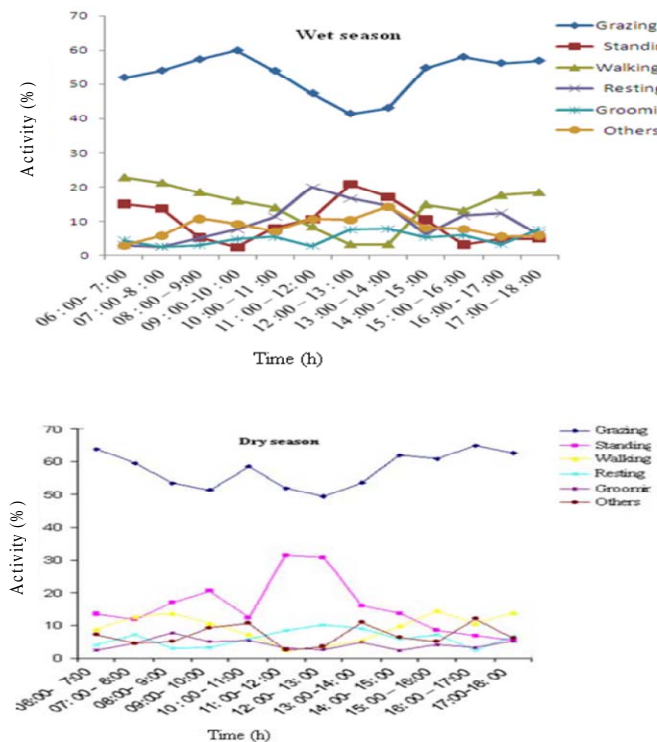 Wet season
Activity (%)
70
60
50
40
30
20
10
0
Grazing
Standing
Walking
Resting
Groomi
Others
06 : 00- 7:00
07 :00 -8 : 00
08 :00 – 9:00
09 :00 -10 : 00
10 :00 – 11 : 00
11 : 00 – 12:00
12:00 – 13 : 00
13:00 – 14:00
14 :00 – 15:00
15 :00 – 16:00
16:00 - 17:00
17:00 – 18:00
Time (h)
Dry season
Activity (%)
70
60
50
40
30
20
10
0
Grazing
Standing
Walking
Resting
Groomir
Others
06:00- 7:00
07: 00 - 8:00
08:00- 9:00
09:00- 10:00
10 : 00 - 11:00
11: 00-12:00
12: 00- 13:00
13:00-14:00
14: 00- 15:00
15:00 – 16:00
16:00 – 17:00
17:00-18:00
Time (h)